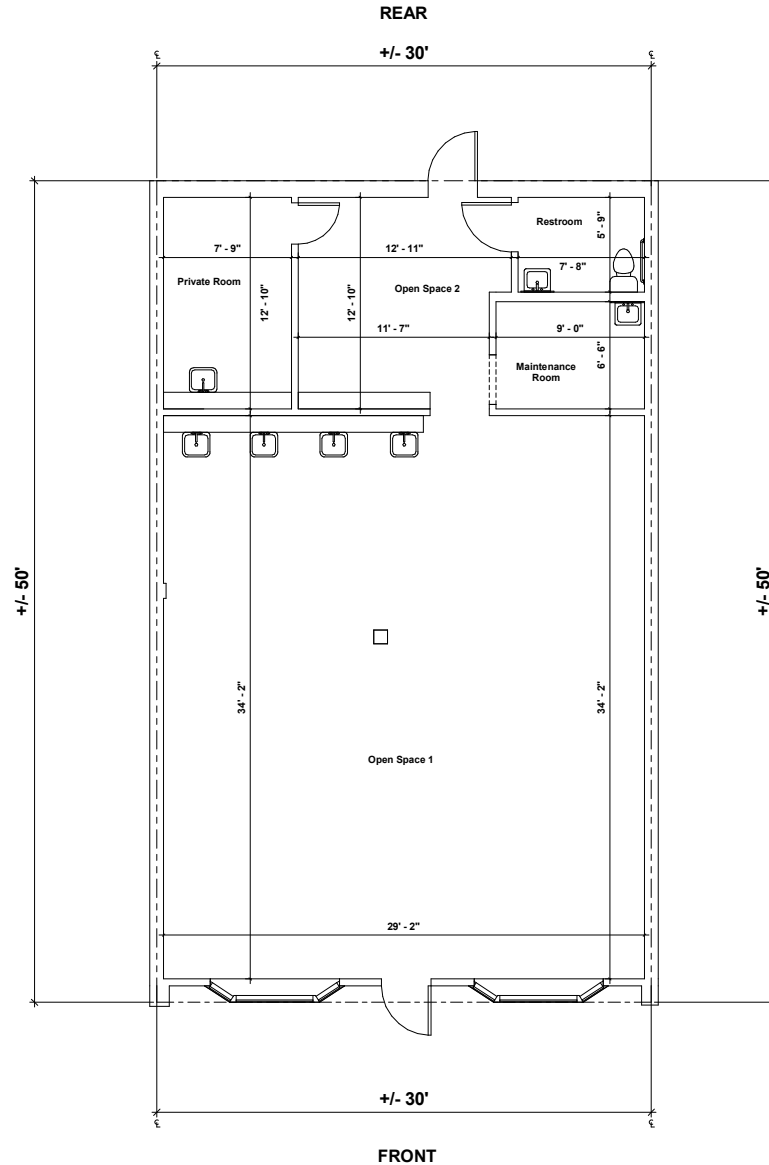 REAR
+/- 30'
℄ ℄
Restroom
5' - 9"
7' - 9"
12' - 11"
7' - 8"
Private Room
Open Space 2
12' - 10"
12' - 10"
11' - 7"
9' - 0"
6' - 6"
Maintenance
Room
+/- 50'
+/- 50'
34' - 2"
34' - 2"
Open Space 1
29' - 2"
+/- 30'
℄ ℄
FRONT